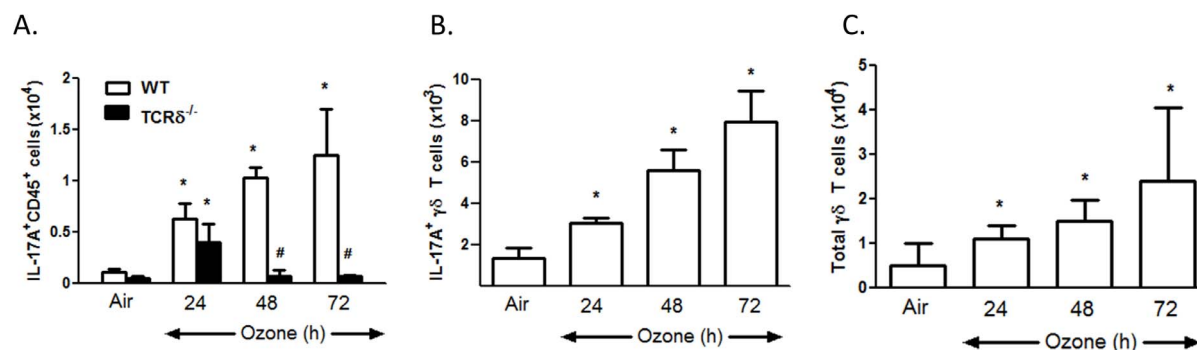 A.
B.
C.
IL-17A⁺CD45⁺ cells (x10⁴)
2
1.5
1
0.5
0
WT
TCRδ⁻/⁻
*
*
*
#
*
#
Air
24
48
72
Ozone (h)
IL-17A⁺ γδ T cells (x10³)
10
8
6
4
2
*
*
*
Air
24
48
72
Ozone (h)
Total γδ T cells (x10⁴)
5
4
3
2
1
0
*
*
*
Air
24
48
72
Ozone (h)